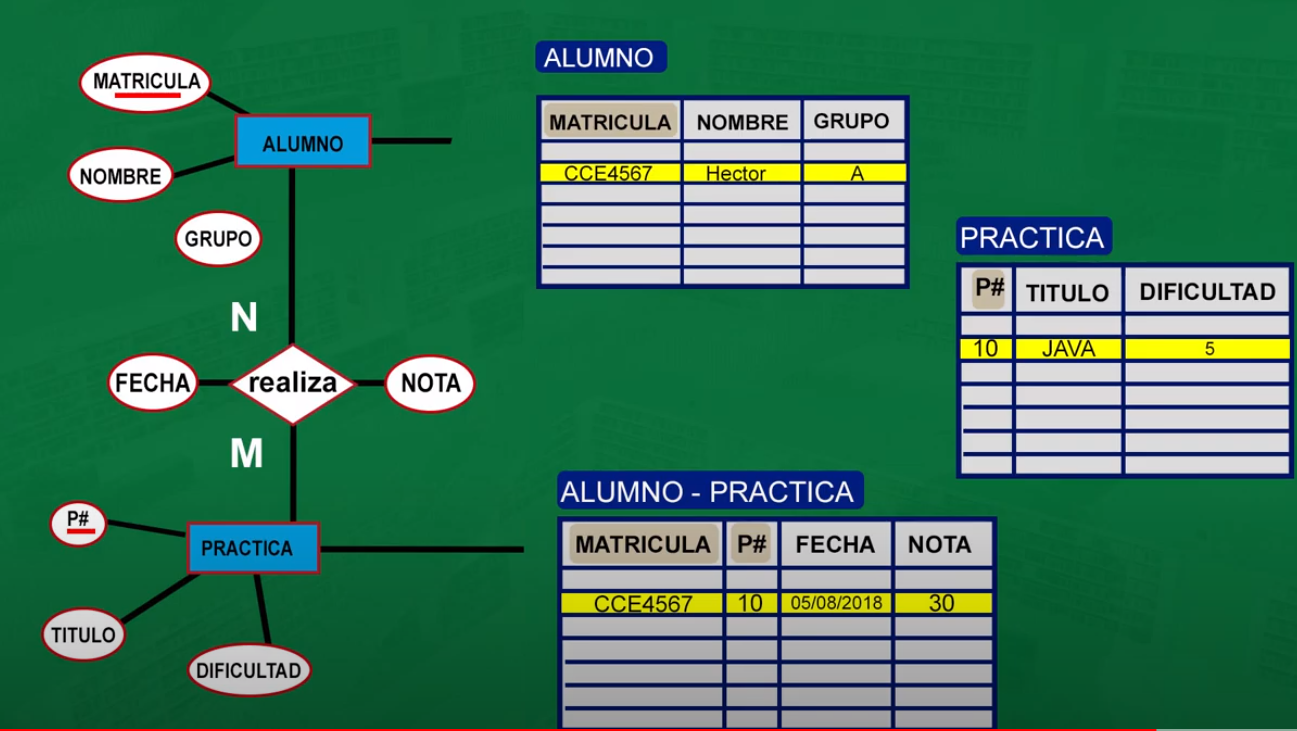 MATRICULA
ALUMNO
NOMBRE
GRUPO
N
FECHA
realiza
NOTA
M
P#
PRACTICA
TITULO
DIFICULTAD
ALUMNO
MATRICULA NOMBRE GRUPO
CCE4567 Hector A
PRACTICA
P# TITULO DIFICULTAD
10 JAVA 5
ALUMNO - PRACTICA
MATRICULA P# FECHA NOTA
CCE4567 10 05/08/2018 30